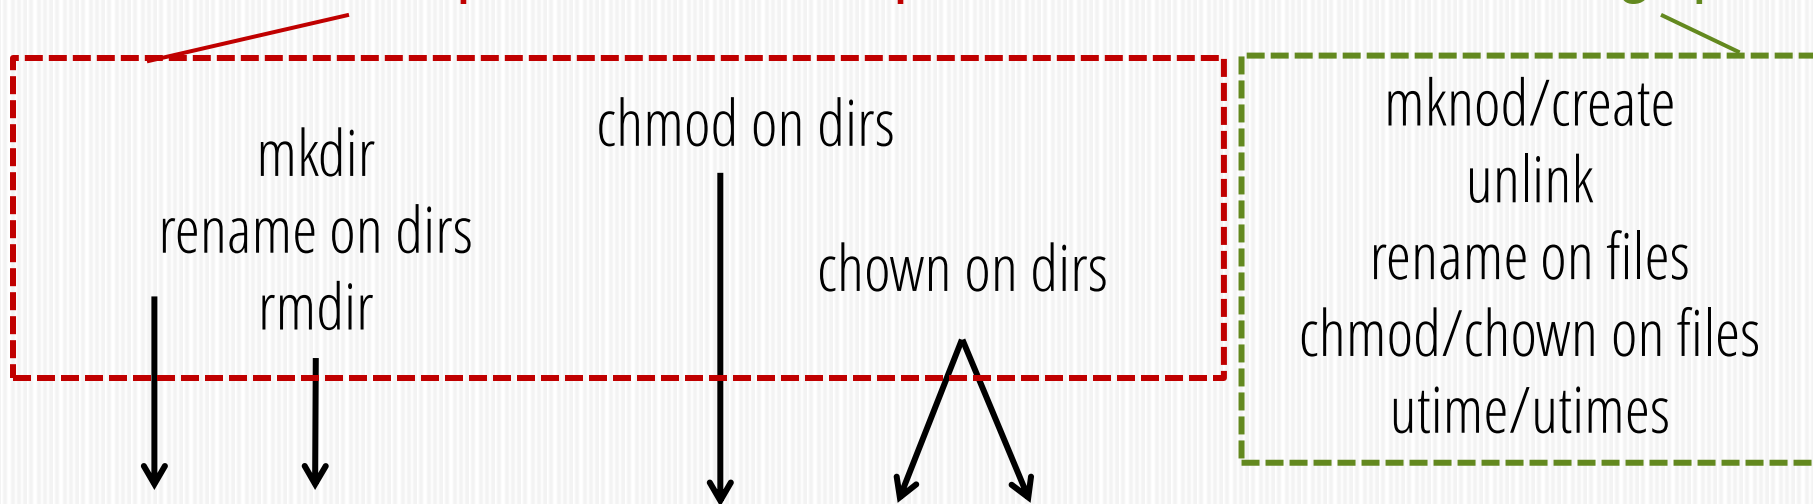 mkdir
rename on dirs
rmdir
chmod on dirs
chown on dirs
mknod/create
unlink
rename on files
chmod/chown on files
utime/utimes